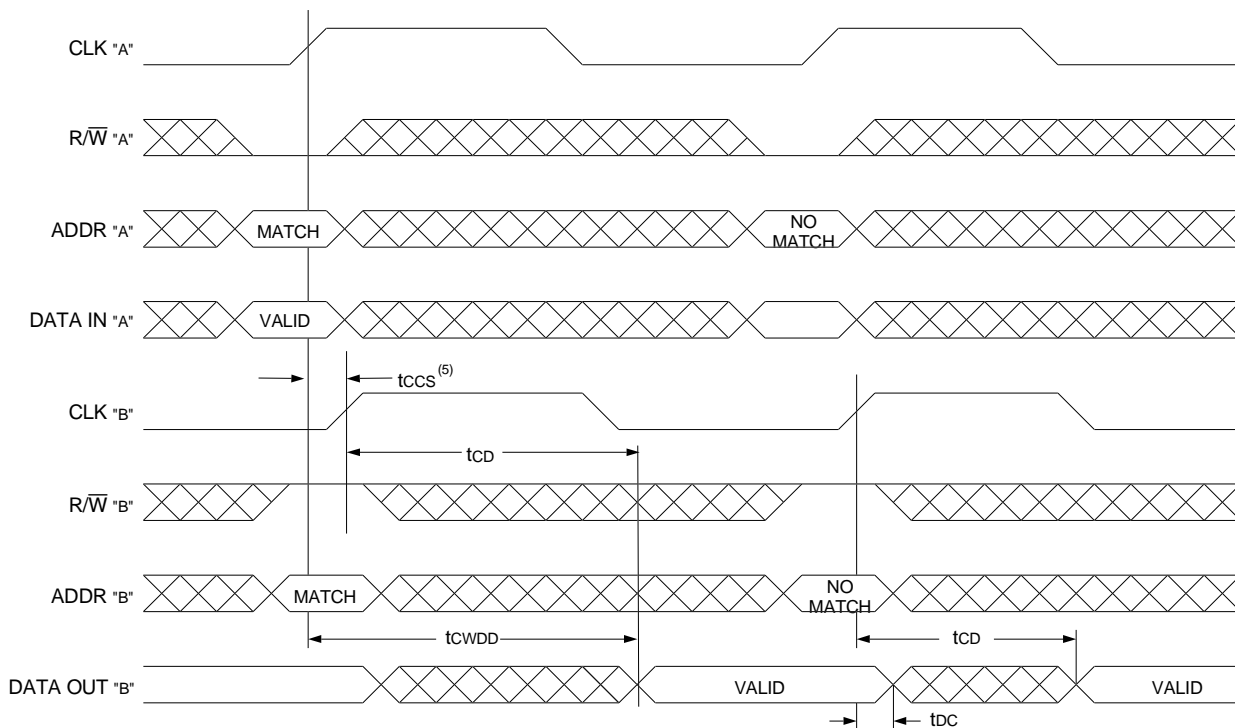 CLK "A"
R/W̅ "A"
ADDR "A"
MATCH
NO
MATCH
DATA IN "A"
VALID
tCCS (5)
CLK "B"
tCD
R/W̅ "B"
ADDR "B"
MATCH
NO
MATCH
tCWDD
tCD
DATA OUT "B"
VALID
VALID
tDC